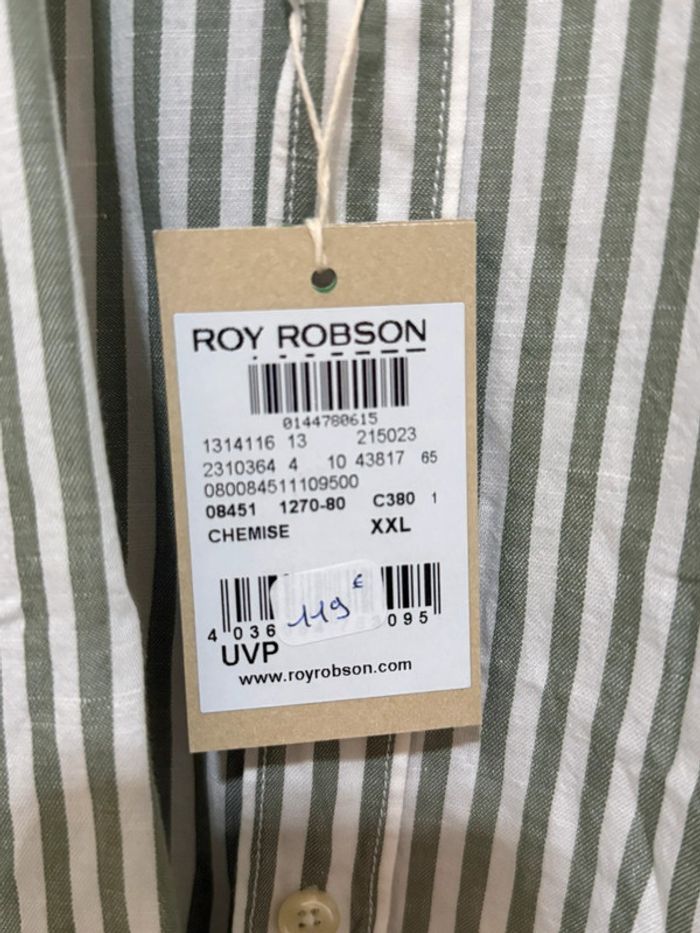 ROY ROBSON
0144780615
1314116 13 215023
2310364 4 10 43817 65
080084511109500
08451 1270-80 C380 1
CHEMISE XXL
119 €
4 036 095
UVP
www.royrobson.com